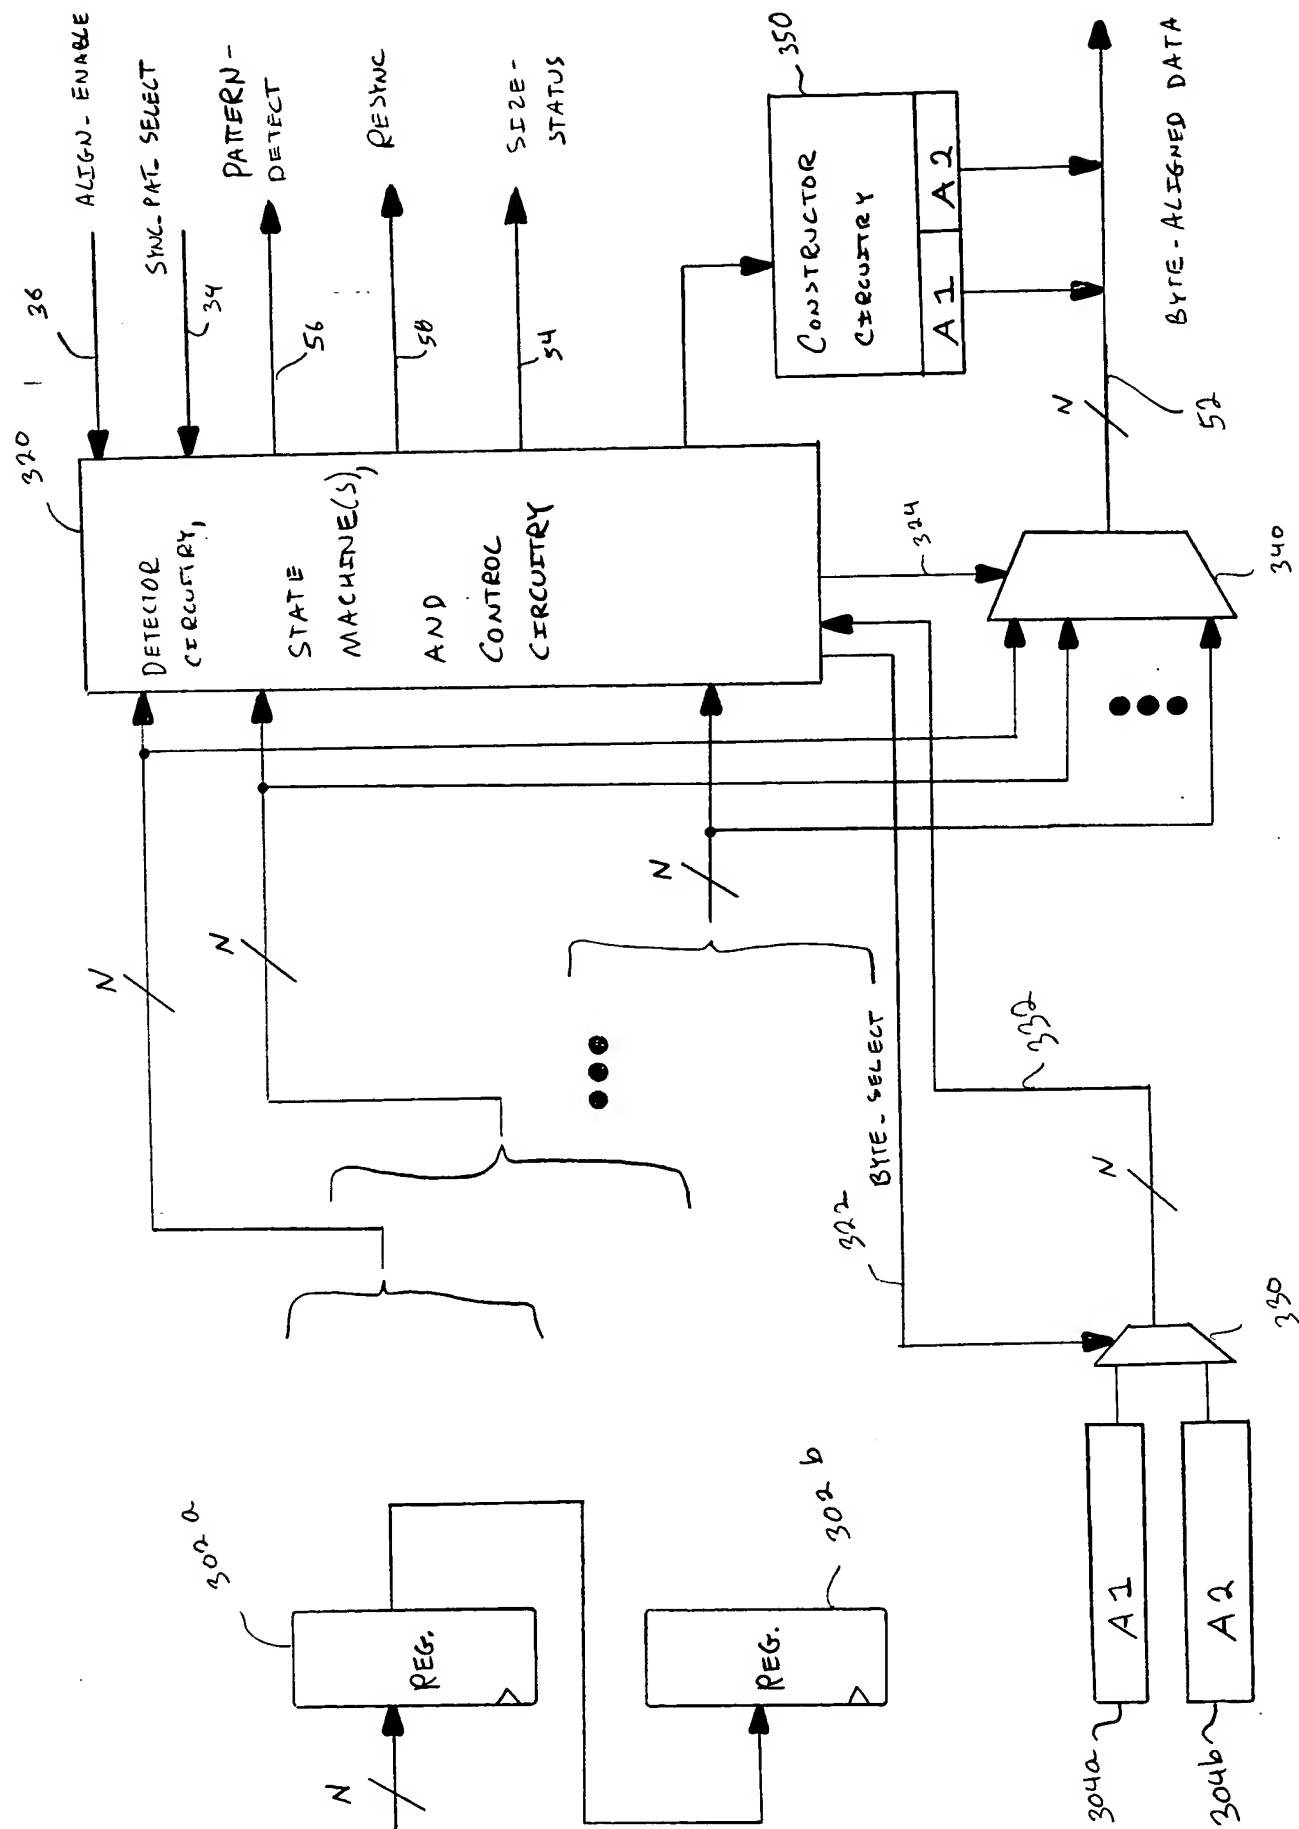 36
ALIGN-ENABLE
SYNC_PAT_SELECT
34
PATTERN-
DETECT
56
RESYNC
58
SIZE-
STATUS
54
320
DETECTOR
CIRCUITRY,
STATE
MACHINE(S),
AND
CONTROL
CIRCUITRY
350
CONSTRUCTOR
CIRCUITRY
A1
A2
N
N
N
324
340
N
52
BYTE-ALIGNED DATA
322
BYTE_SELECT
332
N
330
302a
REG.
N
302b
REG.
304a
A1
304b
A2